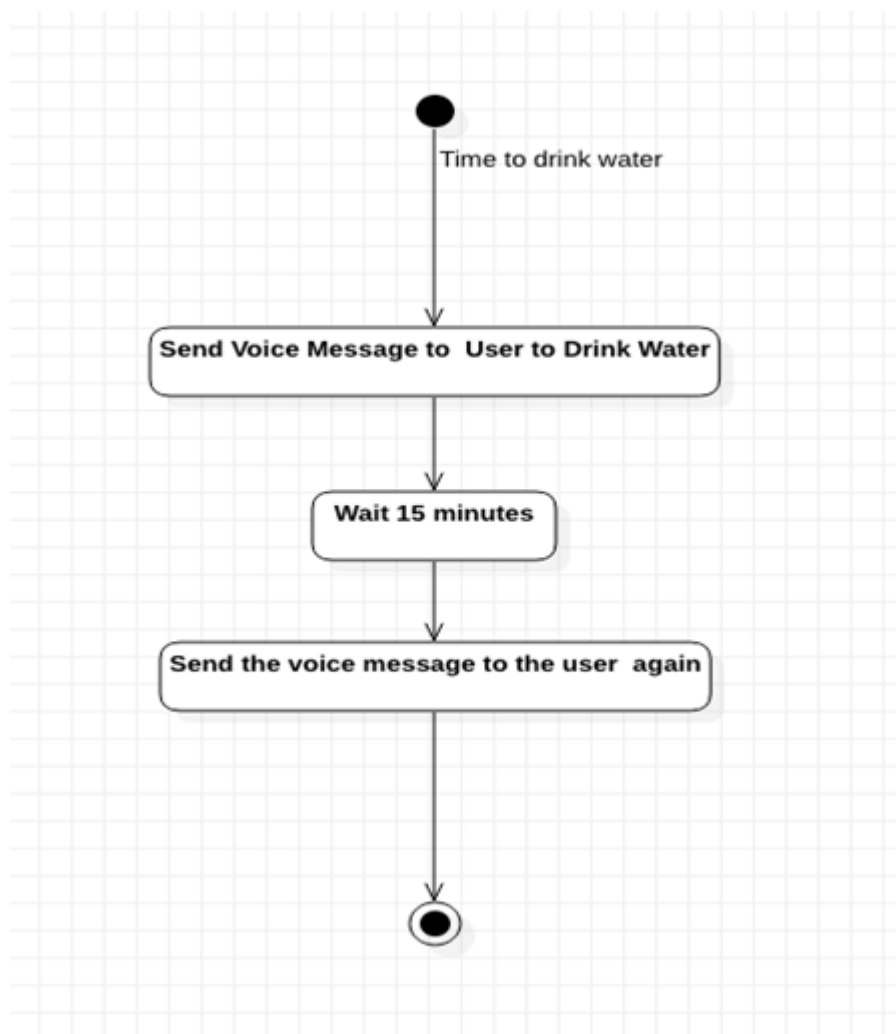 Time to drink water
Send Voice Message to  User to Drink Water
Wait 15 minutes
Send the voice message to the user  again